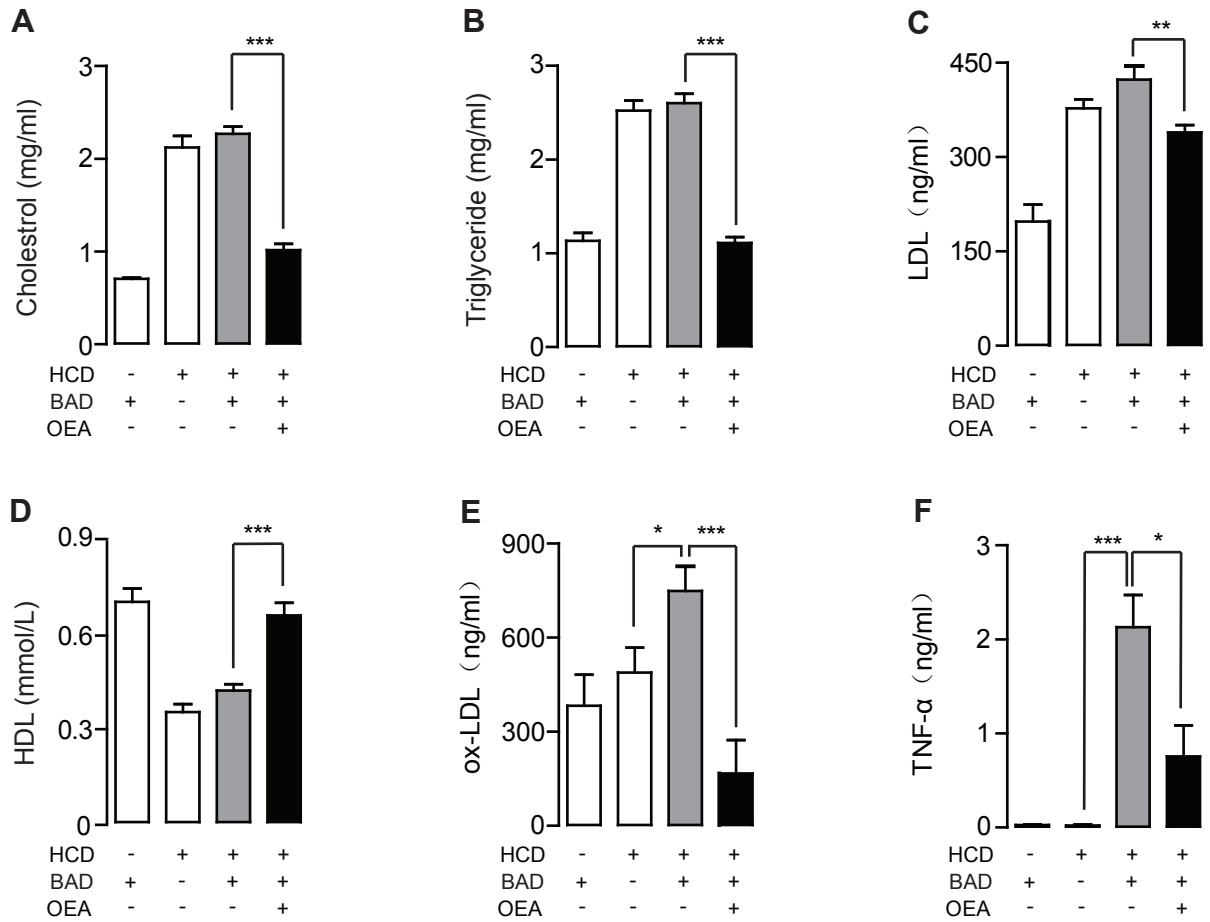 A
***
Cholestrol (mg/ml)
3
2
1
0
HCD - + + +
BAD + - + +
OEA - - - +
B
***
Triglyceride (mg/ml)
3
2
1
0
- + + +
+ - + +
- - - +
C
**
LDL（ng/ml）
450
300
150
0
HCD - + + +
BAD + - + +
OEA - - - +
D
***
HDL (mmol/L)
0.9
0.6
0.3
0
HCD - + + +
BAD + - + +
OEA - - - +
E
* ***
ox-LDL（ng/ml）
900
600
300
0
HCD - + + +
BAD + - + +
OEA - - - +
F
*** *
TNF-α（ng/ml）
3
2
1
0
HCD - + + +
BAD + - + +
OEA - - - +